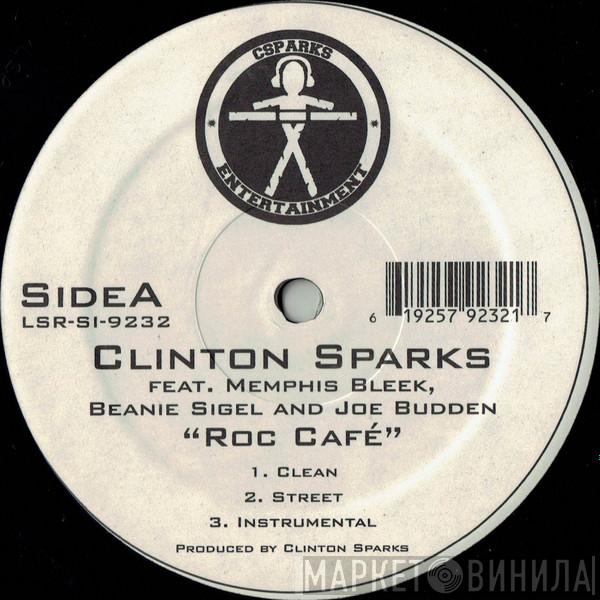 CSPARKS
ENTERTAINMENT
SIDEA
LSR-SI-9232
6 19257 92321 7
CLINTON SPARKS
FEAT. MEMPHIS BLEEK,
BEANIE SIGEL AND JOE BUDDEN
“ROC CAFÉ”
1. CLEAN
2. STREET
3. INSTRUMENTAL
PRODUCED BY CLINTON SPARKS
МАРКЕТ ВИНИЛА